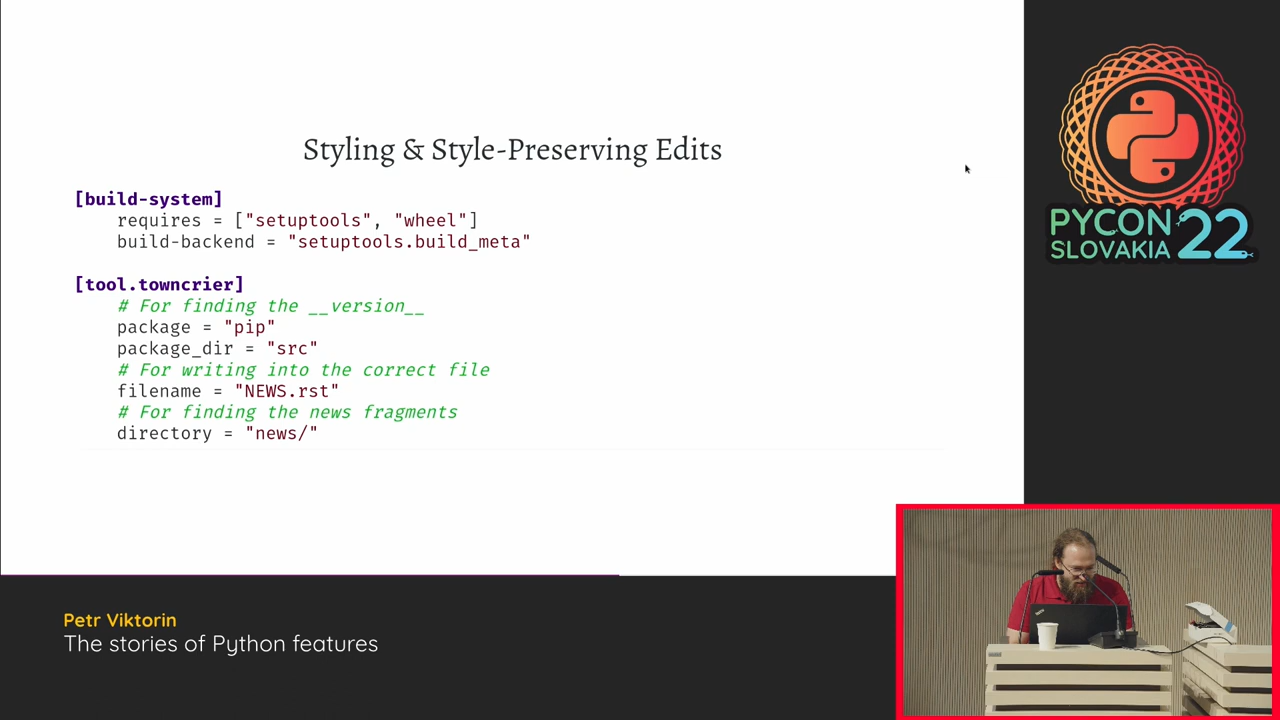 Styling & Style-Preserving Edits
[build-system]
requires = ["setuptools", "wheel"]
build-backend = "setuptools.build_meta"
[tool.towncrier]
# For finding the __version__
package = "pip"
package_dir = "src"
# For writing into the correct file
filename = "NEWS.rst"
# For finding the news fragments
directory = "news/"
PYCON 22
SLOVAKIA
Petr Viktorin
The stories of Python features